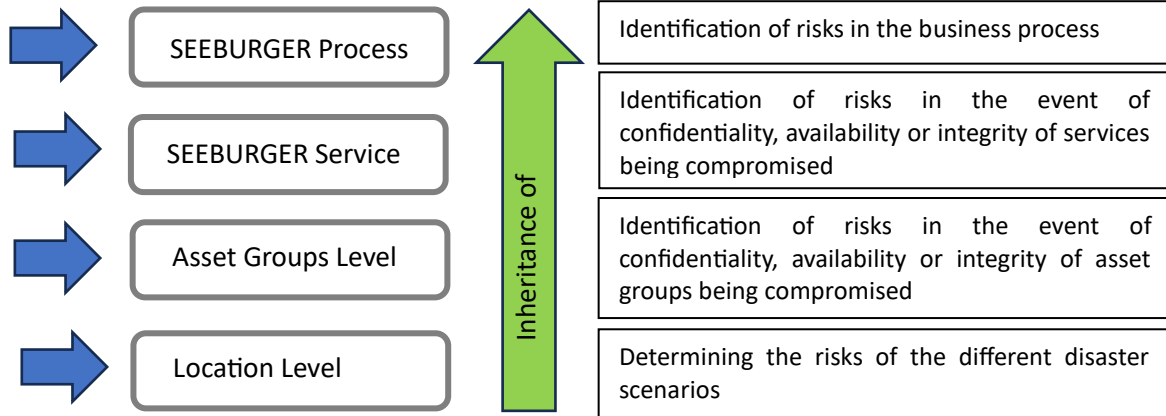 SEEBURGER Process
Identification of risks in the business process
SEEBURGER Service
Identification of risks in the event of
confidentiality, availability or integrity of services
being compromised
Inheritance of
Asset Groups Level
Identification of risks in the event of
confidentiality, availability or integrity of asset
groups being compromised
Location Level
Determining the risks of the different disaster
scenarios